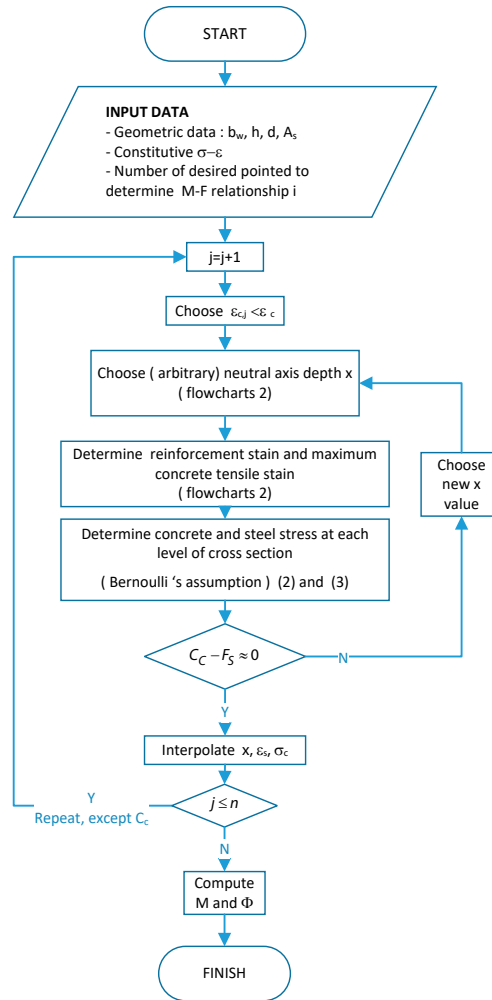 START
INPUT DATA
- Geometric data : bw, h, d, As
- Constitutive σ–ε
- Number of desired pointed to
determine M-F relationship i
j=j+1
Choose εc,j <ε c
Choose ( arbitrary) neutral axis depth x
( flowcharts 2)
Determine reinforcement stain and maximum
concrete tensile stain
( flowcharts 2)
Choose
new x
value
Determine concrete and steel stress at each
level of cross section
( Bernoulli ‘s assumption ) (2) and (3)
CC – FS ≈ 0
N
Y
Interpolate x, εs, σc
j ≤ n
Y
Repeat, except Cc
N
Compute
M and Φ
FINISH